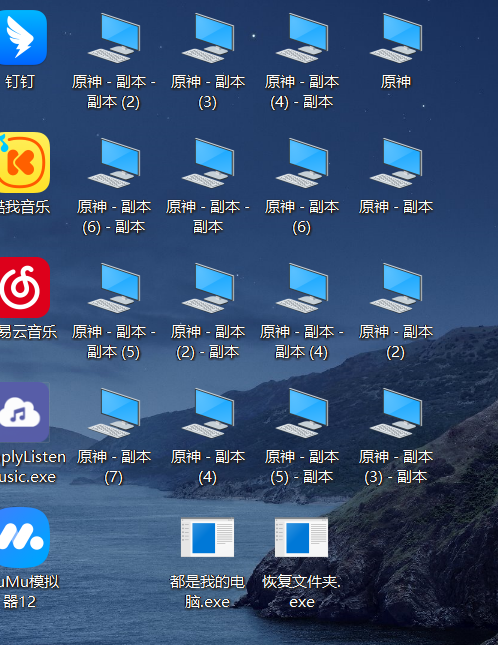 钉钉
原神 - 副本 -
副本 (2)
原神 - 副本
(3)
原神 - 副本
(4) - 副本
原神
酷我音乐
原神 - 副本
(6) - 副本
原神 - 副本 -
副本
原神 - 副本
(6)
原神 - 副本
易云音乐
原神 - 副本 -
副本 (5)
原神 - 副本
(2) - 副本
原神 - 副本 -
副本 (4)
原神 - 副本
(2)
plyListen
usic.exe
原神 - 副本
(7)
原神 - 副本
(4)
原神 - 副本
(5) - 副本
原神 - 副本
(3) - 副本
uMu模拟
器12
都是我的电
脑.exe
恢复文件夹.
exe